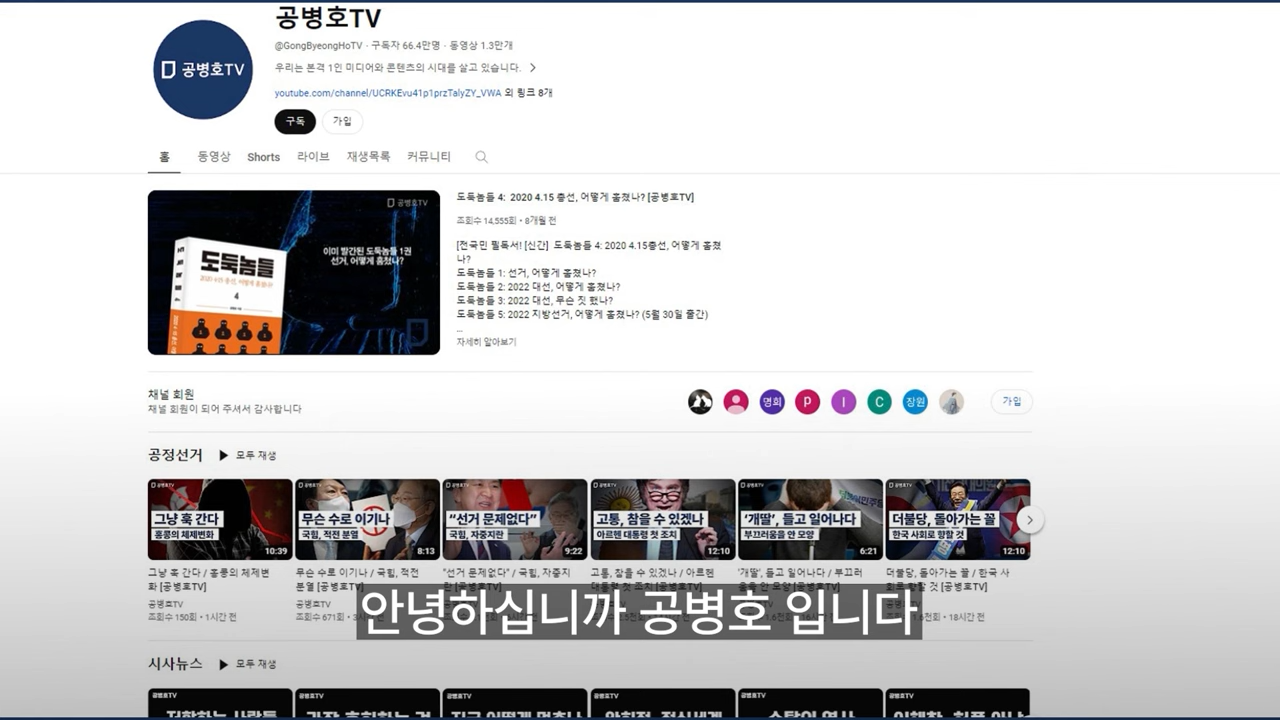 공병호TV
공병호TV
@GongByeongHoTV · 구독자 66.4만명 · 동영상 1.3만개
우리는 본격 1인 미디어와 콘텐츠의 시대를 살고 있습니다.
youtube.com/channel/UCRKEvu41p1przTalyZY_VWA 외 링크 8개
구독 가입
홈 동영상 Shorts 라이브 재생목록 커뮤니티
공병호TV
이미 발간된 도둑놈들 1권
선거, 어떻게 훔쳤나?
도둑놈들
4
도둑놈들 4: 2020 4.15 총선, 어떻게 훔쳤나? [공병호TV]
조회수 14,555회 • 8개월 전
[전국민 필독서! [신간] 도둑놈들 4: 2020 4.15총선, 어떻게 훔쳤
나?
도둑놈들 1: 선거, 어떻게 훔쳤나?
도둑놈들 2: 2022 대선, 어떻게 훔쳤나?
도둑놈들 3: 2022 대선, 무슨 짓 했나?
도둑놈들 5: 2022 지방선거, 어떻게 훔쳤나? (5월 30일 출간)
...
자세히 알아보기
채널 회원
채널 회원이 되어 주셔서 감사합니다
명희 P I C 장원 가입
공정선거 모두 재생
그냥 훅 간다
홍콩의 체제변화
10:39
무슨 수로 이기나
국힘, 적전 분열
8:13
“선거 문제없다”
국힘, 자중지란
9:22
고통, 참을 수 있겠나
아르헨 대통령 첫 조치
12:10
‘개딸’, 들고 일어나다
부끄러움을 안 모양
6:21
더불당, 돌아가는 꼴
한국 사회로 향할 것
12:10
그냥 훅 간다 / 홍콩의 체제변
화 [공병호TV]
공병호TV
조회수 150회 • 1시간 전
무슨 수로 이기나 / 국힘, 적전
분열 [공병호TV]
공병호TV
조회수 671회
"선거 문제없다" / 국힘, 자중지
고통, 참을 수 있겠나 / 아르헨
'개딸', 들고 일어나다 / 부끄러
더불당, 돌아가는 꼴 / 한국 사
18시간 전
안녕하십니까 공병호 입니다
시사뉴스 모두 재생
공병호TV
공병호TV
공병호TV
공병호TV
공병호TV
공병호TV